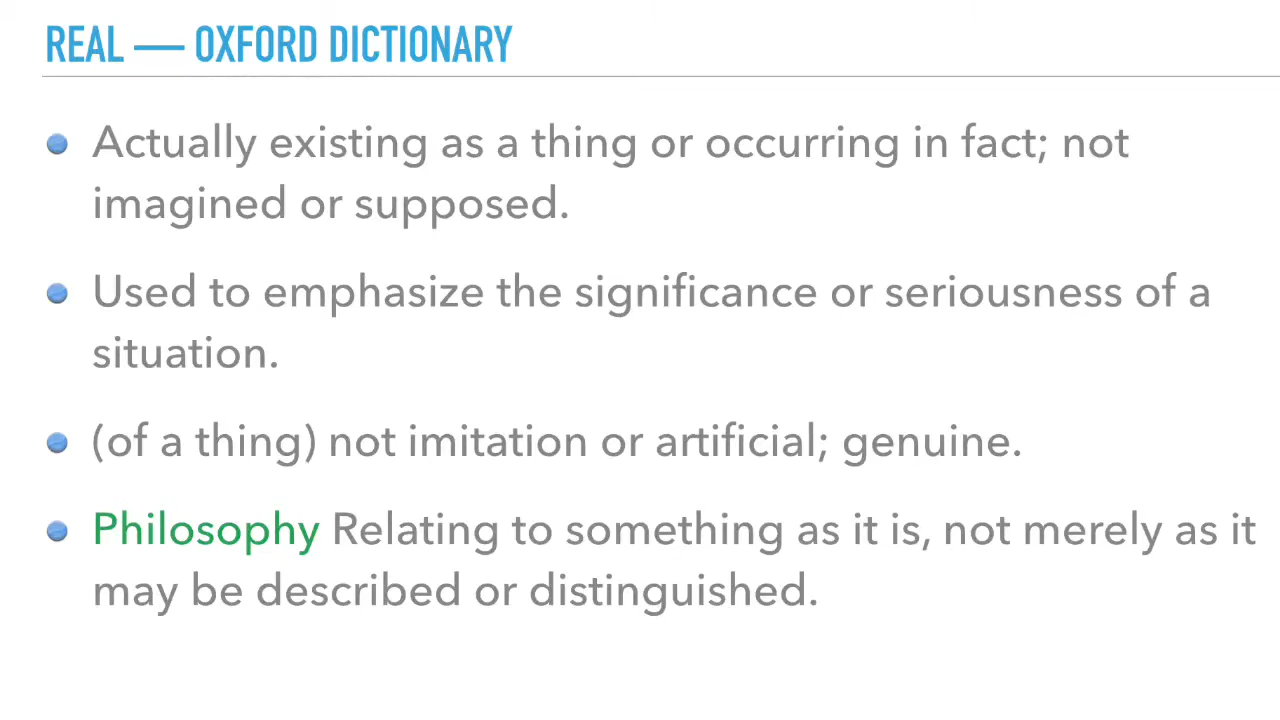 REAL — OXFORD DICTIONARY
Actually existing as a thing or occurring in fact; not
imagined or supposed.
Used to emphasize the significance or seriousness of a
situation.
(of a thing) not imitation or artificial; genuine.
Philosophy Relating to something as it is, not merely as it
may be described or distinguished.